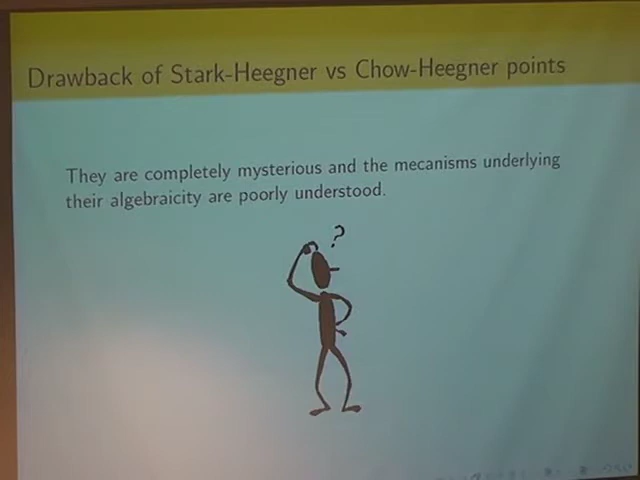 Drawback of Stark-Heegner vs Chow-Heegner points
They are completely mysterious and the mecanisms underlying
their algebraicity are poorly understood.
?